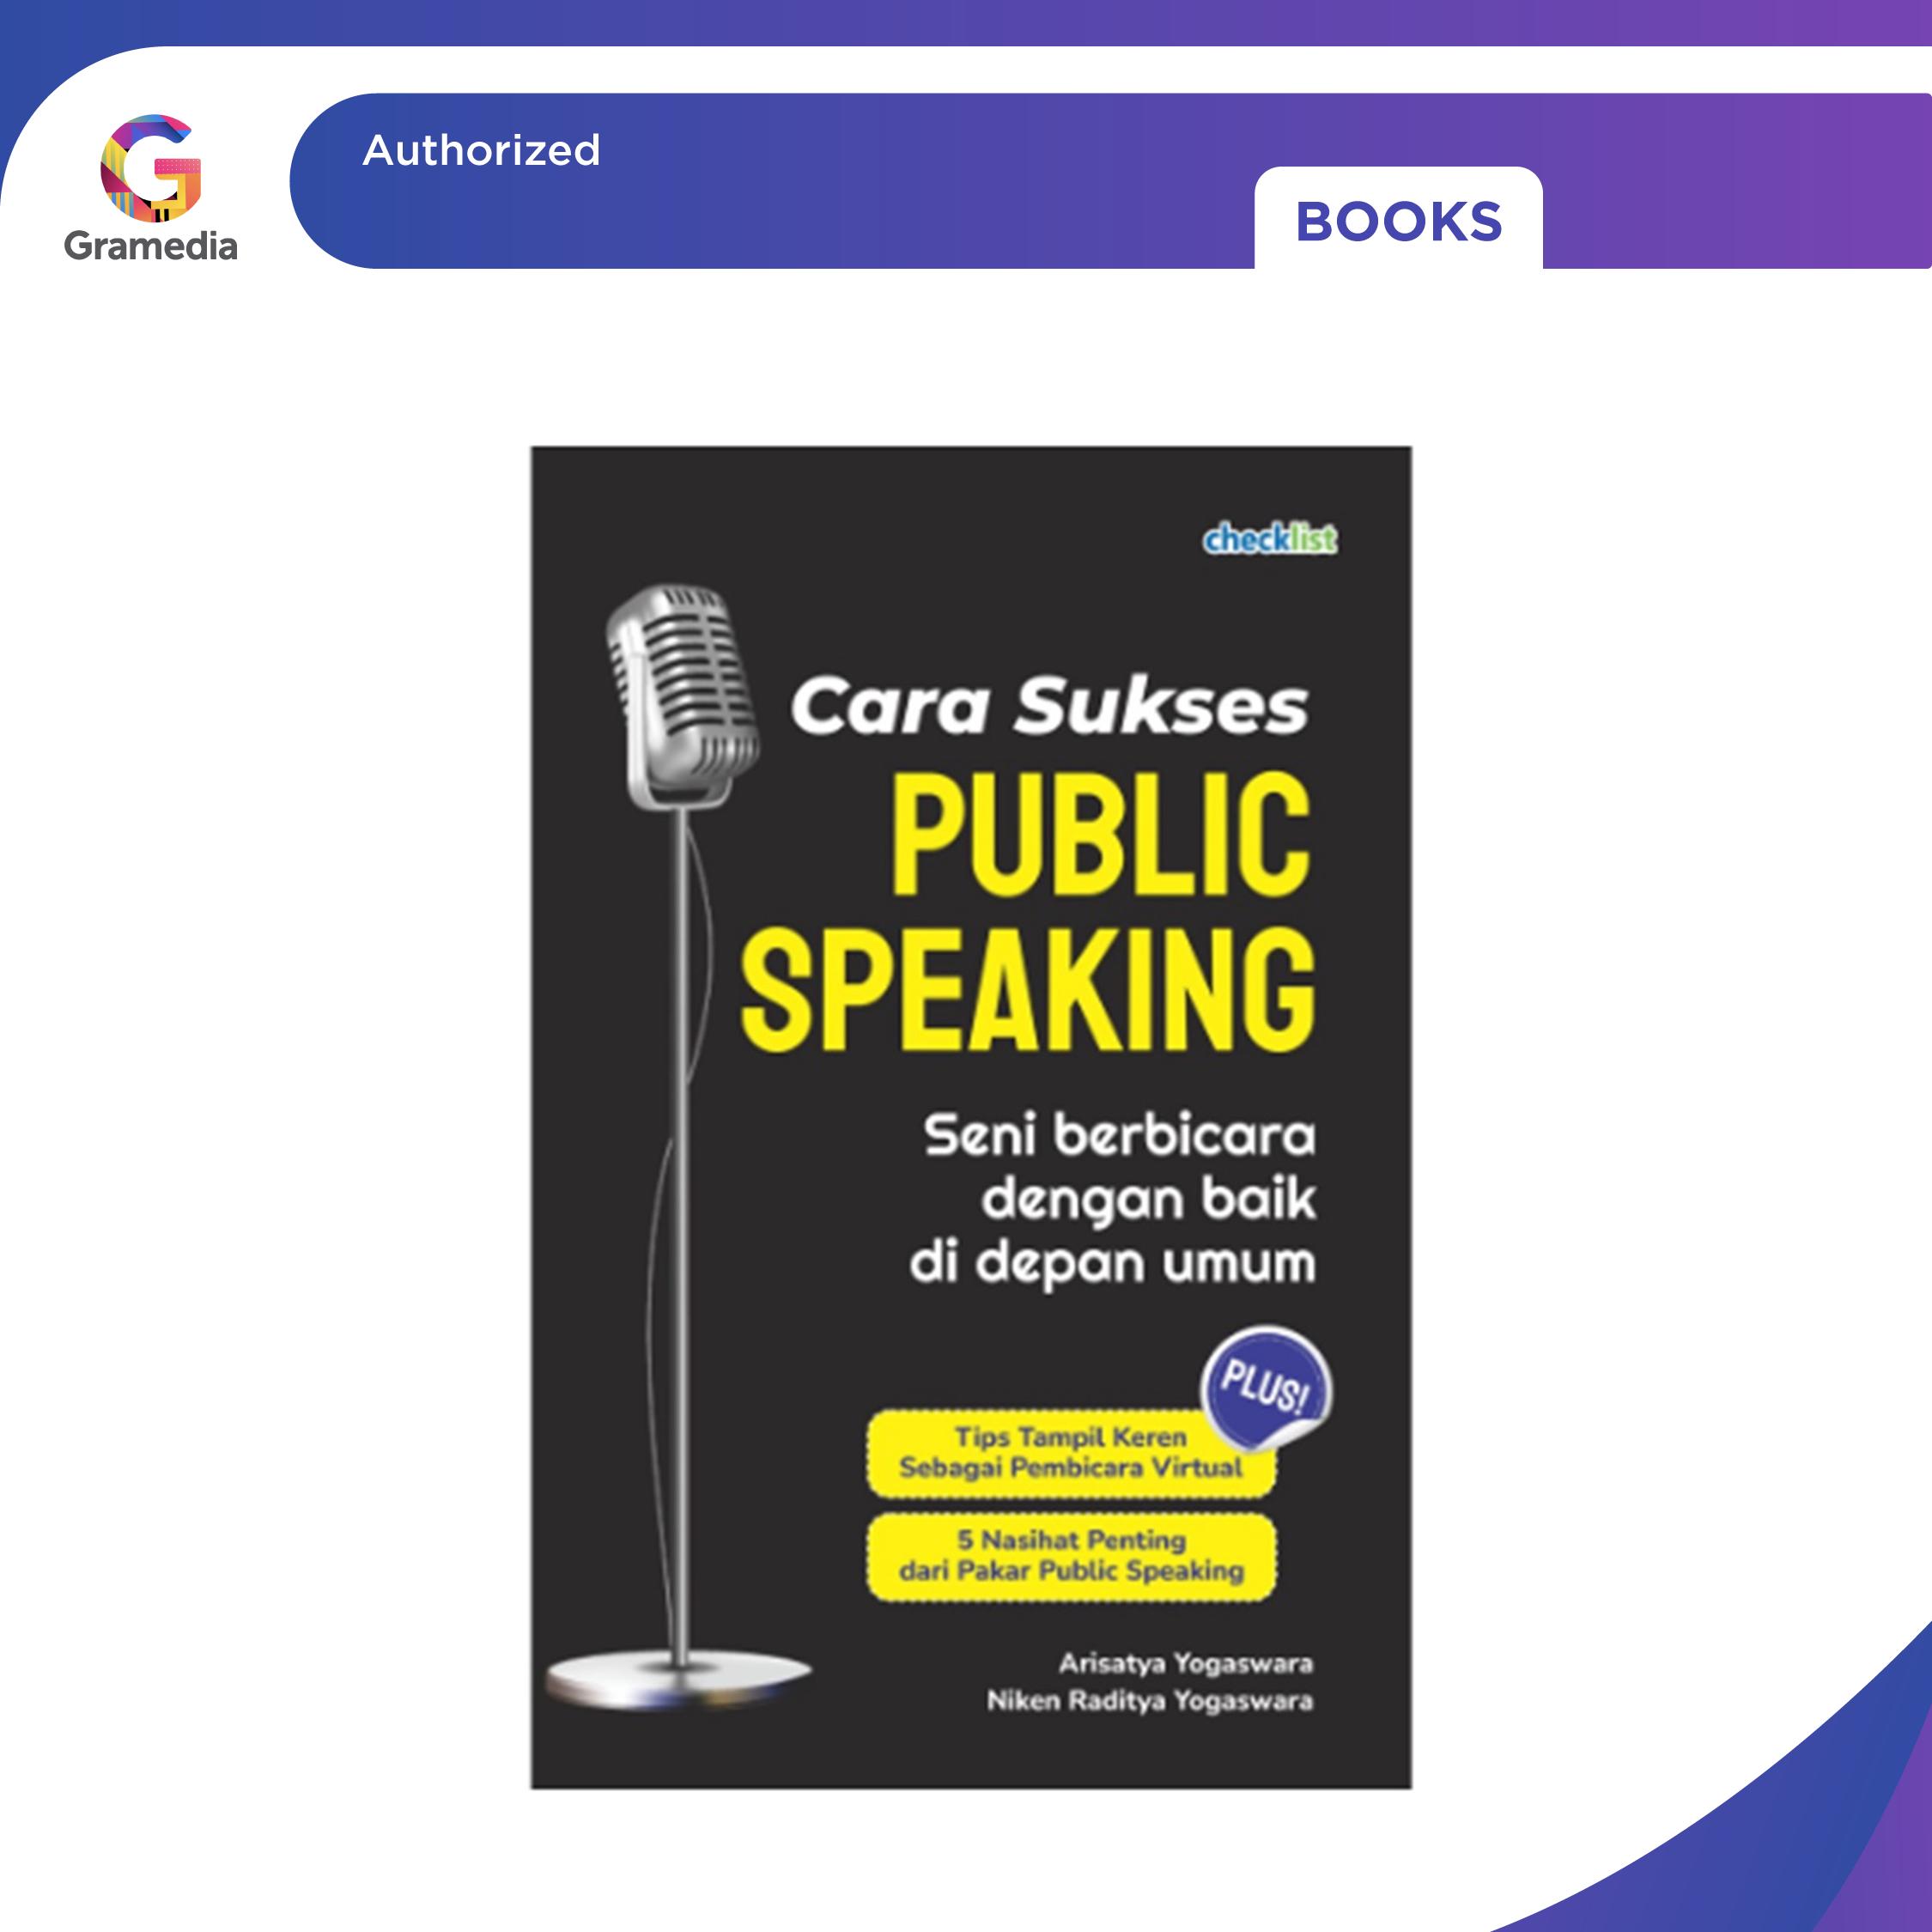 Gramedia
Authorized
BOOKS
checklist
Cara Sukses
PUBLIC
SPEAKING
Seni berbicara
dengan baik
di depan umum
PLUS!
Tips Tampil Keren
Sebagai Pembicara Virtual
5 Nasihat Penting
dari Pakar Public Speaking
Arisatya Yogaswara
Niken Raditya Yogaswara